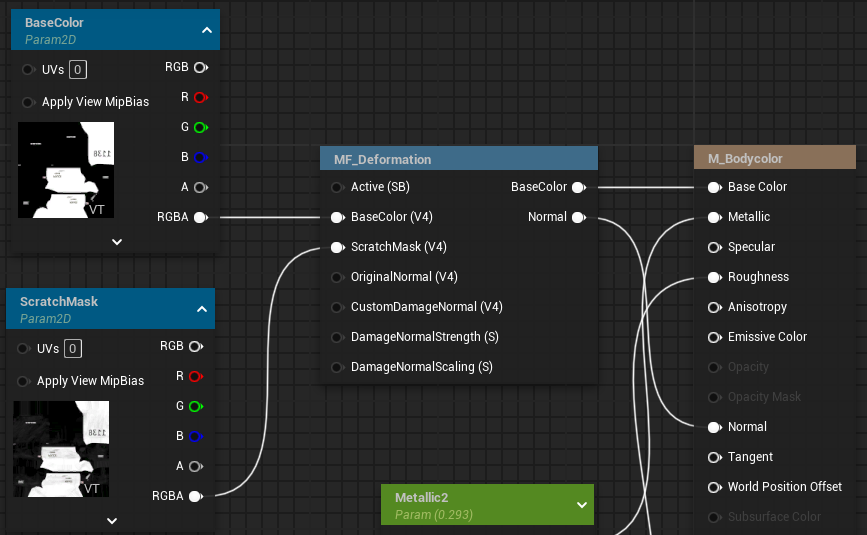 BaseColor
Param2D
UVs 0
RGB
Apply View MipBias
R
G
B
A
RGBA
VT
ScratchMask
Param2D
UVs 0
RGB
Apply View MipBias
R
G
B
A
RGBA
VT
MF_Deformation
Active (SB)
BaseColor
BaseColor (V4)
Normal
ScratchMask (V4)
OriginalNormal (V4)
CustomDamageNormal (V4)
DamageNormalStrength (S)
DamageNormalScaling (S)
Metallic2
Param (0.293)
M_Bodycolor
Base Color
Metallic
Specular
Roughness
Anisotropy
Emissive Color
Opacity
Opacity Mask
Normal
Tangent
World Position Offset
Subsurface Color